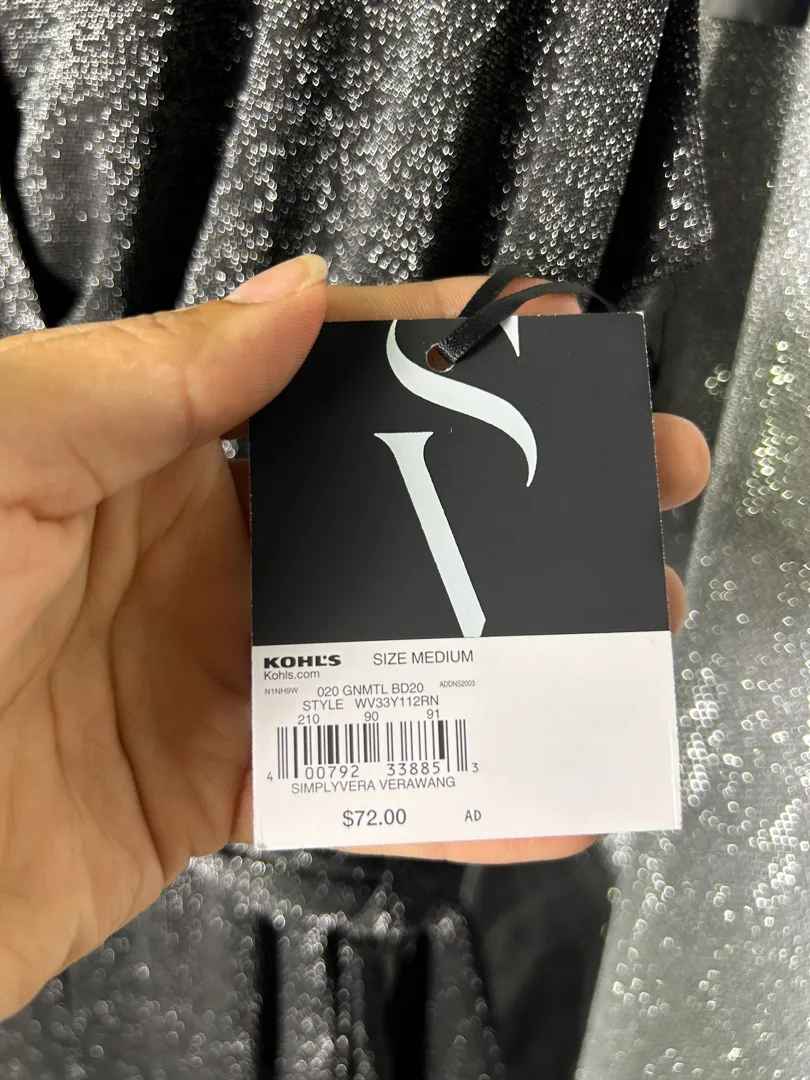 SV
KOHL'S SIZE MEDIUM
Kohls.com
N1NH9W 020 GNMTL BD20 ADDNS2003
STYLE WV33Y112RN
210 90 91
4 00792 33885 3
SIMPLYVERA VERAWANG
$72.00 AD